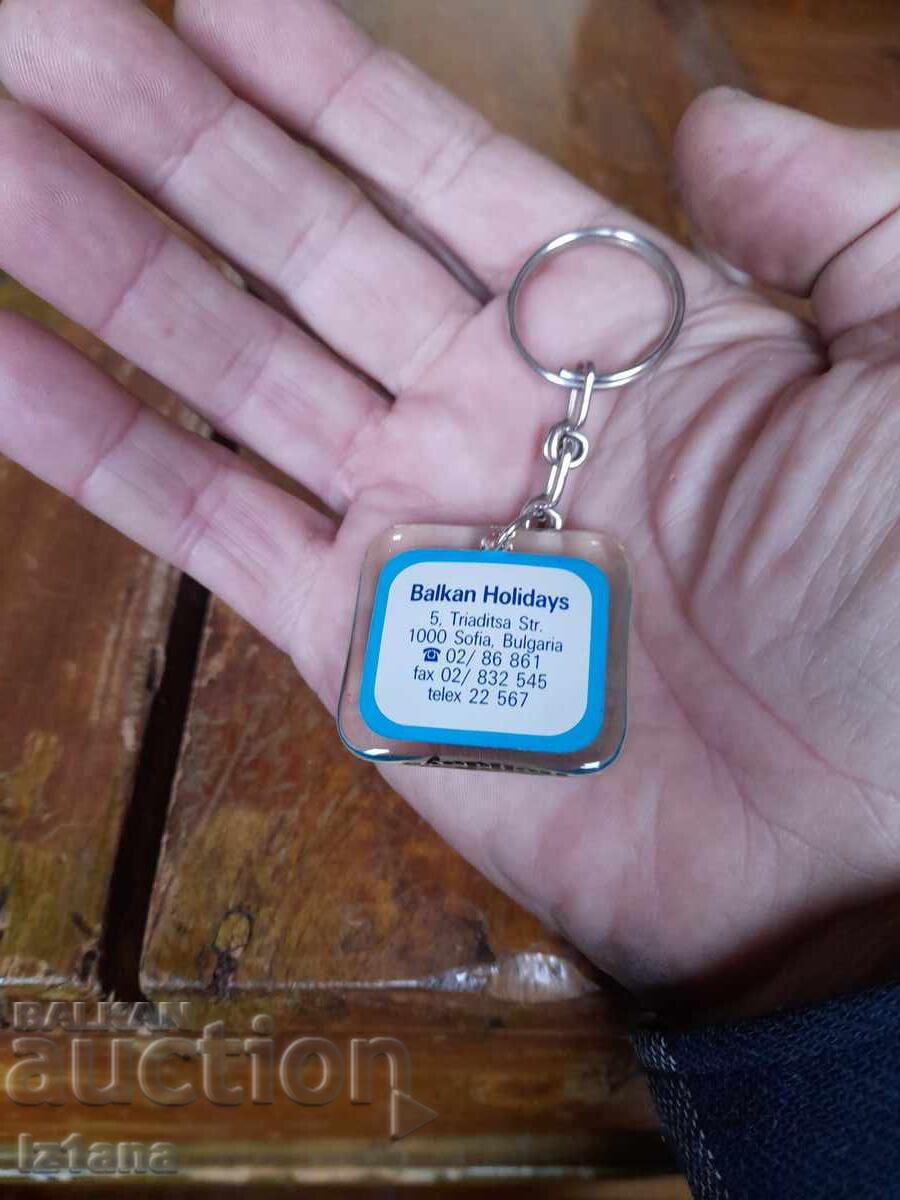 Balkan Holidays
5, Triaditsa Str.
1000 Sofia, Bulgaria
☎ 02/ 86 861
fax 02/ 832 545
telex 22 567
BALKAN
auction
Iz1ana